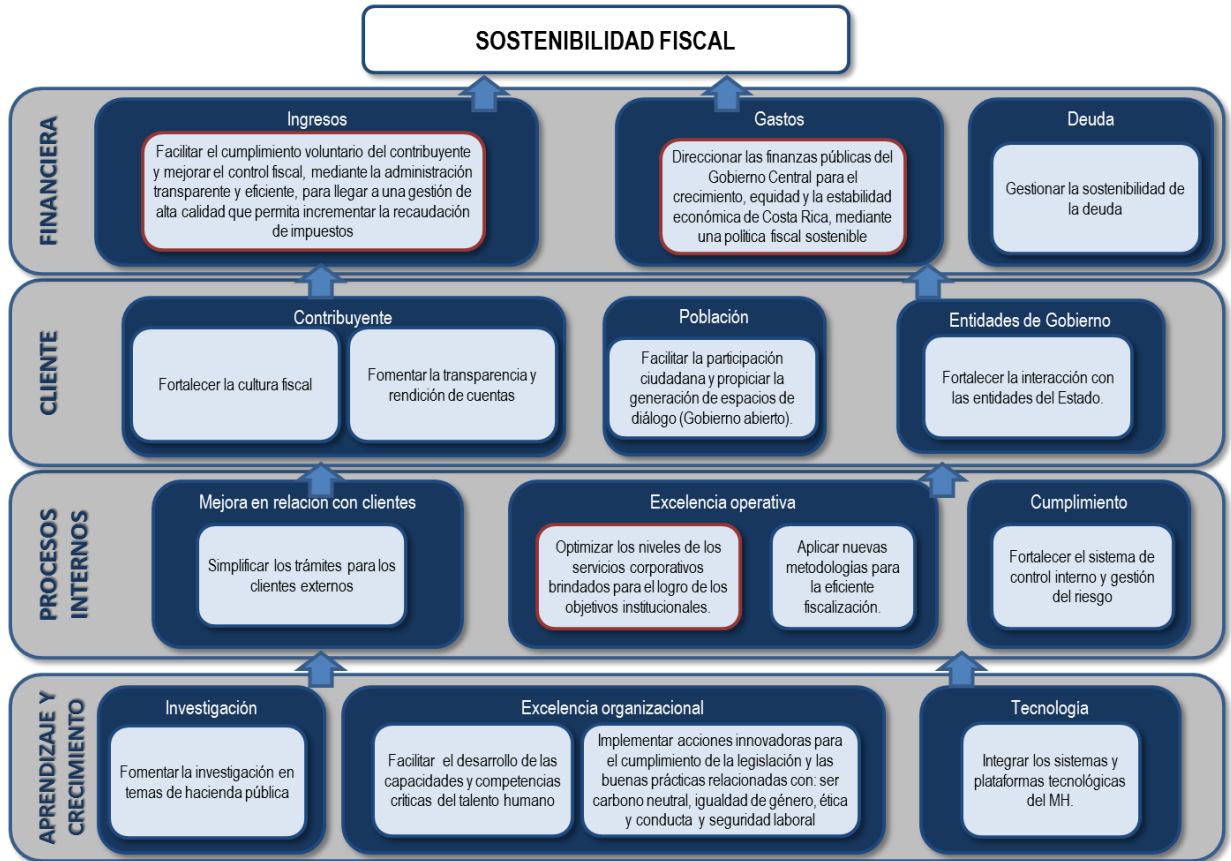 SOSTENIBILIDAD FISCAL
FINANCIERA
Ingresos
Facilitar el cumplimiento voluntario del contribuyente
y mejorar el control fiscal, mediante la administración
transparente y eficiente, para llegar a una gestión de
alta calidad que permita incrementar la recaudación
de impuestos
Gastos
Direccionar las finanzas públicas del
Gobierno Central para el
crecimiento, equidad y la estabilidad
económica de Costa Rica, mediante
una política fiscal sostenible
Deuda
Gestionar la sostenibilidad de
la deuda
CLIENTE
Contribuyente
Fortalecer la cultura fiscal
Fomentar la transparencia y
rendición de cuentas
Población
Facilitar la participación
ciudadana y propiciar la
generación de espacios de
diálogo (Gobierno abierto).
Entidades de Gobierno
Fortalecer la interacción con
las entidades del Estado.
PROCESOS
INTERNOS
Mejora en relación con clientes
Simplificar los trámites para los
clientes externos
Excelencia operativa
Optimizar los niveles de los
servicios corporativos
brindados para el logro de los
objetivos institucionales.
Aplicar nuevas
metodologías para
la eficiente
fiscalización.
Cumplimiento
Fortalecer el sistema de
control interno y gestión
del riesgo
APRENDIZAJE Y
CRECIMIENTO
Investigación
Fomentar la investigación en
temas de hacienda pública
Excelencia organizacional
Facilitar el desarrollo de las
capacidades y competencias
críticas del talento humano
Implementar acciones innovadoras para
el cumplimiento de la legislación y las
buenas prácticas relacionadas con: ser
carbono neutral, igualdad de género, ética
y conducta y seguridad laboral
Tecnología
Integrar los sistemas y
plataformas tecnológicas
del MH.